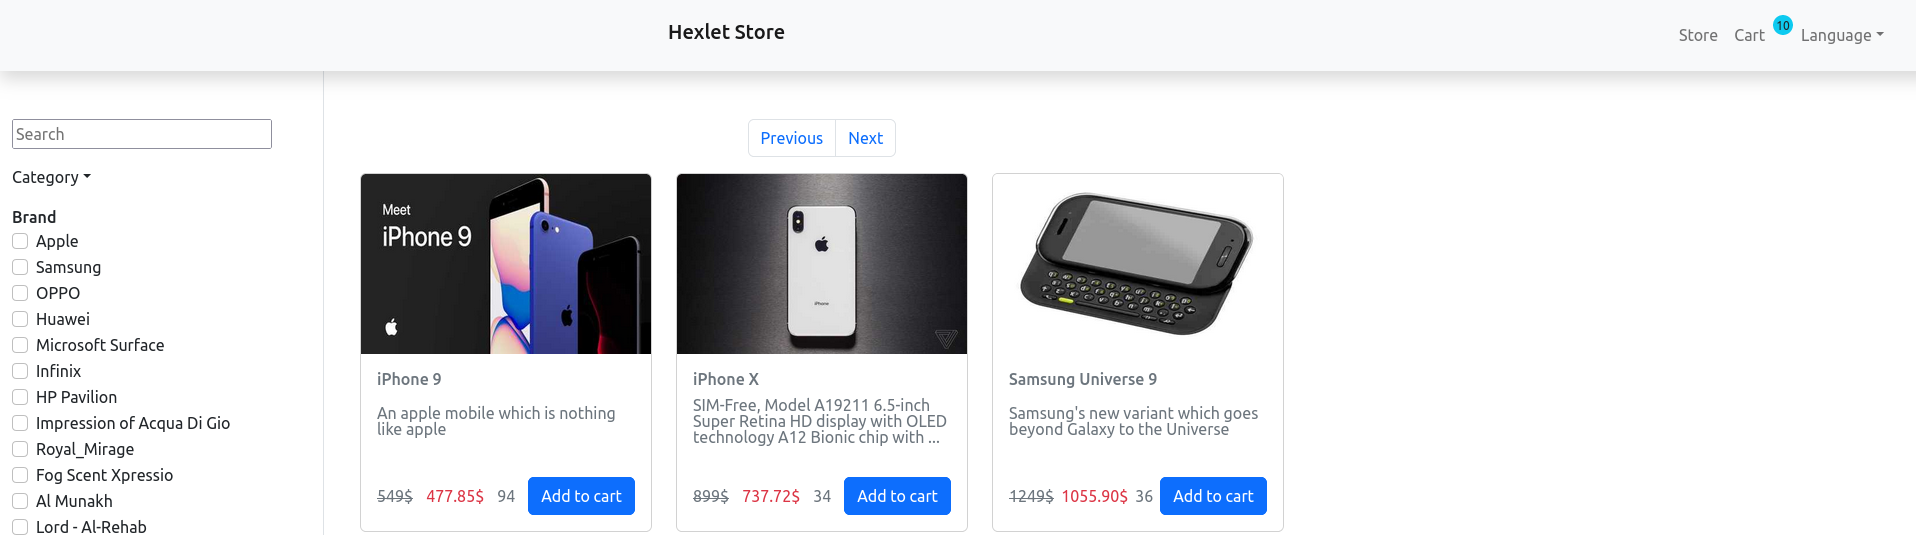 Hexlet Store
Store Cart 10 Language
Search
Category
Brand
Apple
Samsung
OPPO
Huawei
Microsoft Surface
Infinix
HP Pavilion
Impression of Acqua Di Gio
Royal_Mirage
Fog Scent Xpressio
Al Munakh
Lord - Al-Rehab
Previous Next
Meet
iPhone 9
iPhone 9
An apple mobile which is nothing
like apple
549$ 477.85$ 94 Add to cart
iPhone
iPhone X
SIM-Free, Model A19211 6.5-inch
Super Retina HD display with OLED
technology A12 Bionic chip with ...
899$ 737.72$ 34 Add to cart
Samsung Universe 9
Samsung's new variant which goes
beyond Galaxy to the Universe
1249$ 1055.90$ 36 Add to cart